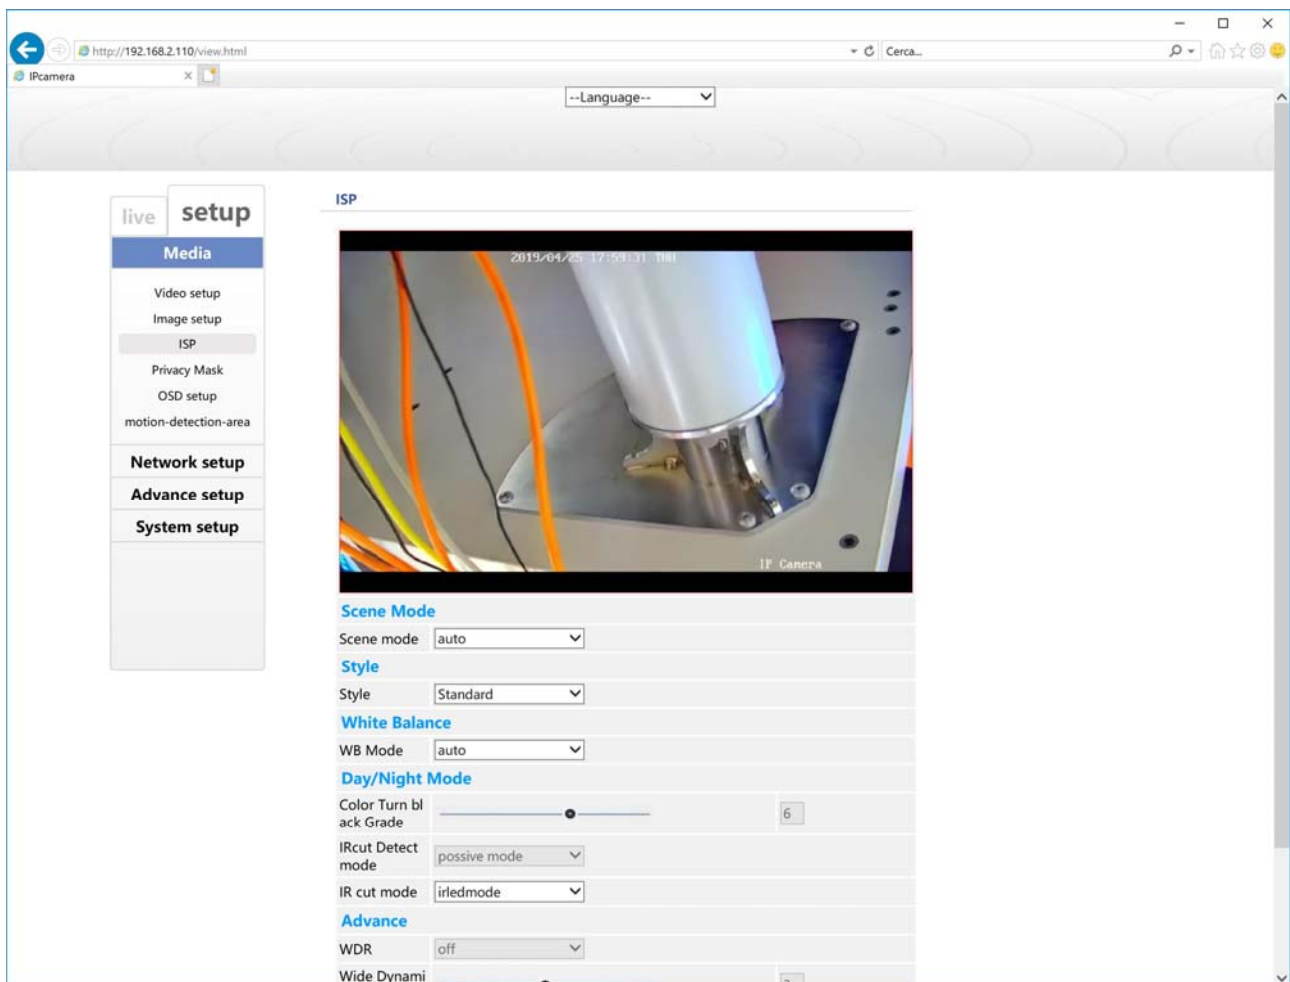 http://192.168.2.110/view.html
Cerca...
IPcamera
--Language--
live
setup
ISP
Media
Video setup
Image setup
ISP
Privacy Mask
OSD setup
motion-detection-area
Network setup
Advance setup
System setup
2019/04/25 17:59:31 THU
IP Camera
Scene Mode
Scene mode auto
Style
Style Standard
White Balance
WB Mode auto
Day/Night Mode
Color Turn bl
ack Grade
6
IRcut Detect
mode
possive mode
IR cut mode irledmode
Advance
WDR off
Wide Dynami